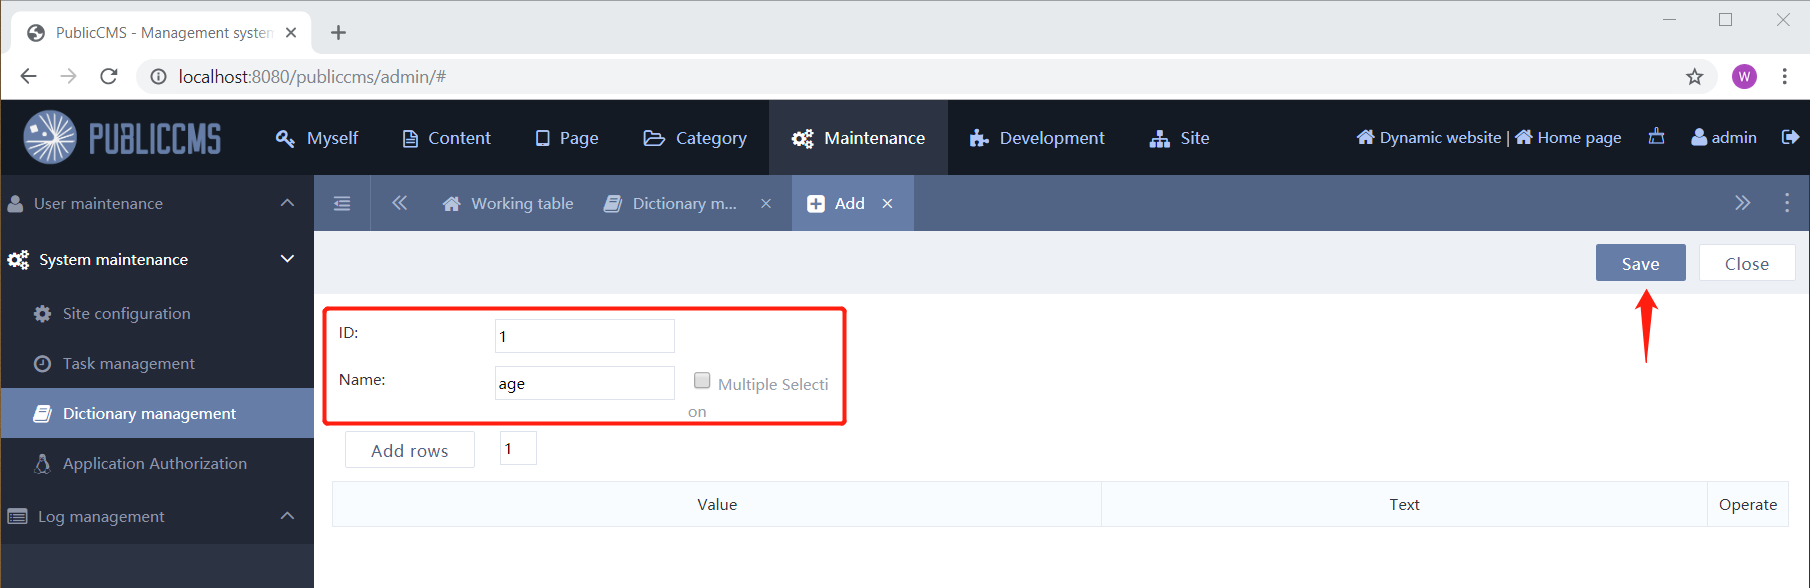 PublicCMS - Management system
localhost:8080/publiccms/admin/#
W
PUBLICCMS
Myself
Content
Page
Category
Maintenance
Development
Site
Dynamic website | Home page
admin
User maintenance
Working table
Dictionary m...
Add
System maintenance
Save
Close
Site configuration
ID:
1
Task management
Name:
age
Multiple Selecti
on
Dictionary management
Add rows
1
Application Authorization
Value
Text
Operate
Log management